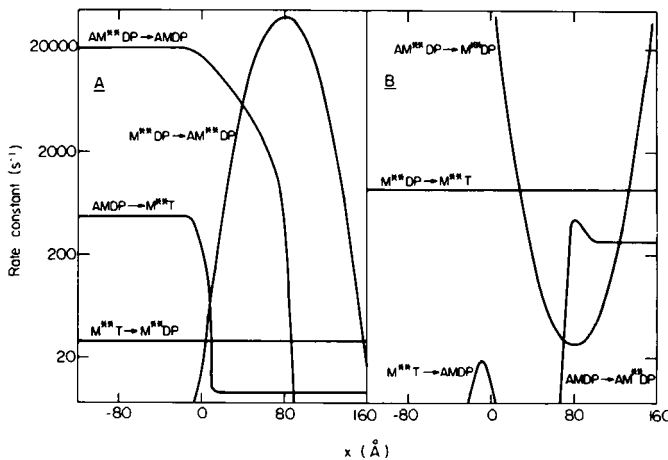 AM**DP→AMDP
20000
A
M**DP→AM**DP
2000
AMDP→M**T
200
M**T→M**DP
20
Rate constant (s⁻¹)
-80 0 80 160
AM**DP→M**DP
B
M**DP→M**T
M**T→AMDP
AMDP→AM**DP
-80 0 80 160
x (Å)